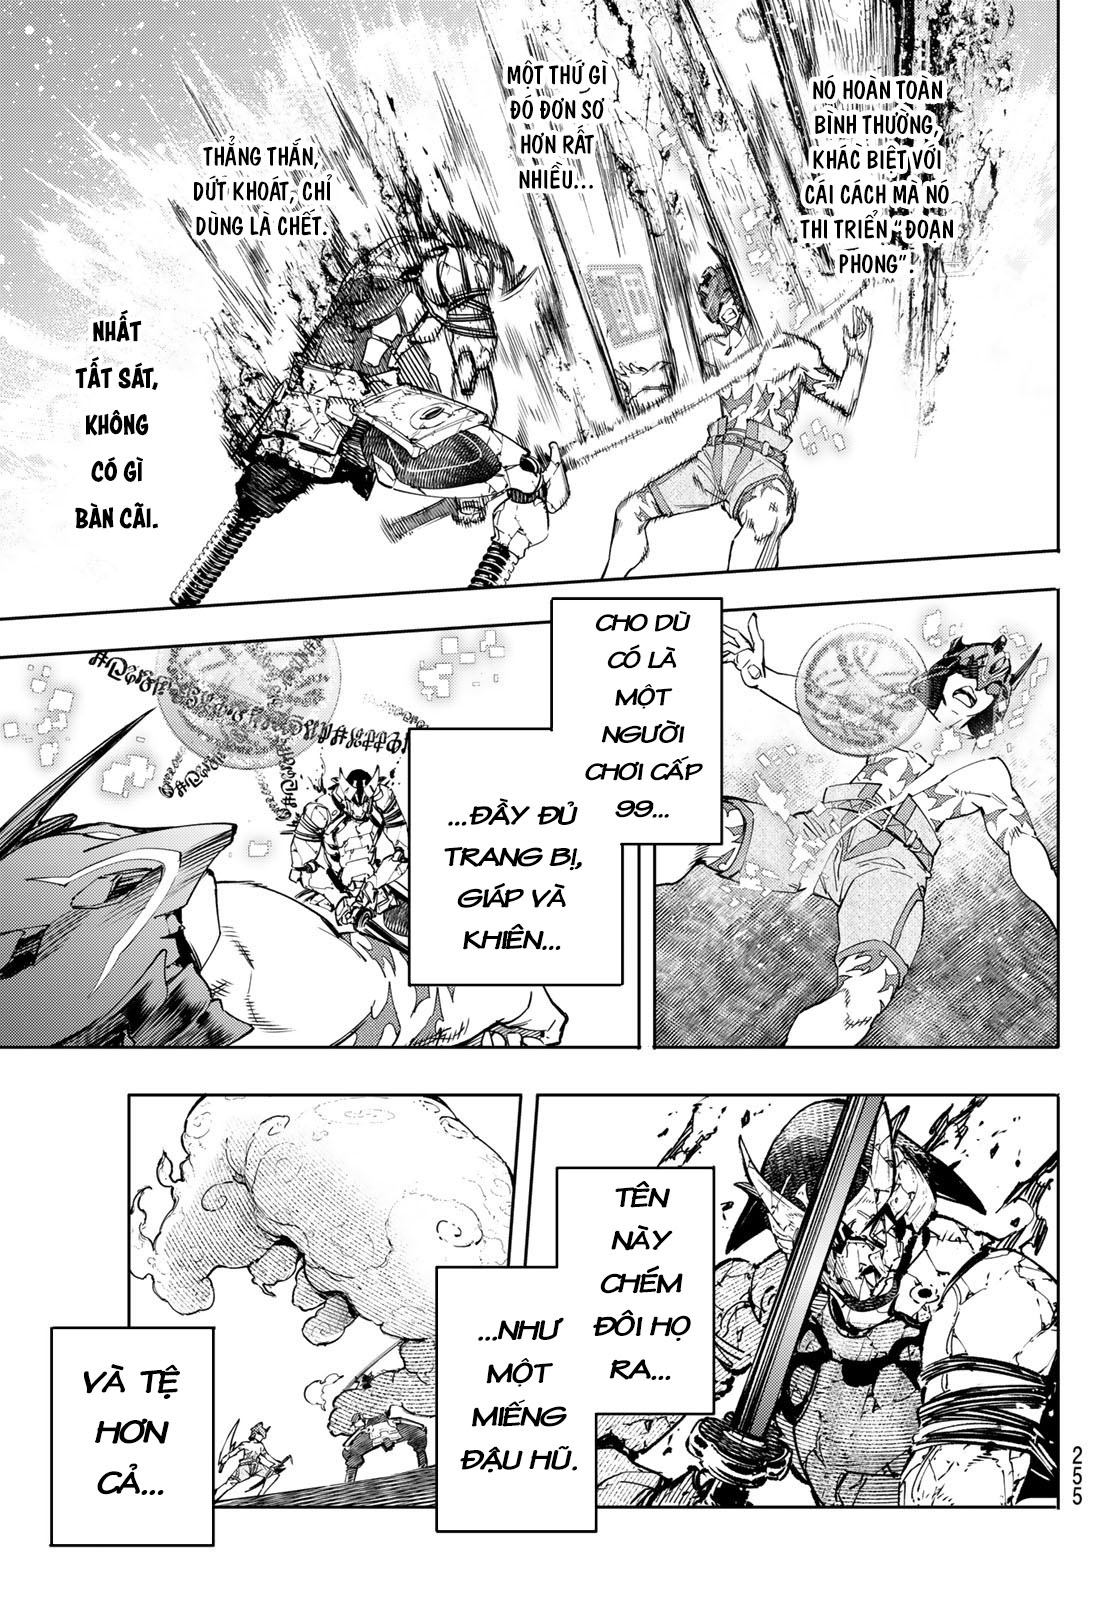 NÓ HOÀN TOÀN
BÌNH THƯỜNG,
KHÁC BIỆT VỚI
CÁI CÁCH MÀ NÓ
THI TRIỂN "ĐOẠN
PHONG".
MỘT THỨ GÌ
ĐÓ ĐƠN SƠ
HƠN RẤT
NHIỀU...
THẲNG THẮN,
DỨT KHOÁT, CHỈ
DÙNG LÀ CHẾT.
NHẤT
TẤT SÁT,
KHÔNG
CÓ GÌ
BÀN CÃI.
CHO DÙ
CÓ LÀ
MỘT
NGƯỜI
CHƠI CẤP
99...
...ĐẦY ĐỦ
TRANG BỊ,
GIÁP VÀ
KHIÊN...
TÊN
NÀY
CHÉM
ĐÔI HỌ
RA...
...NHƯ
MỘT
MIẾNG
ĐẬU HŨ.
VÀ TỆ
HƠN
CẢ...
255